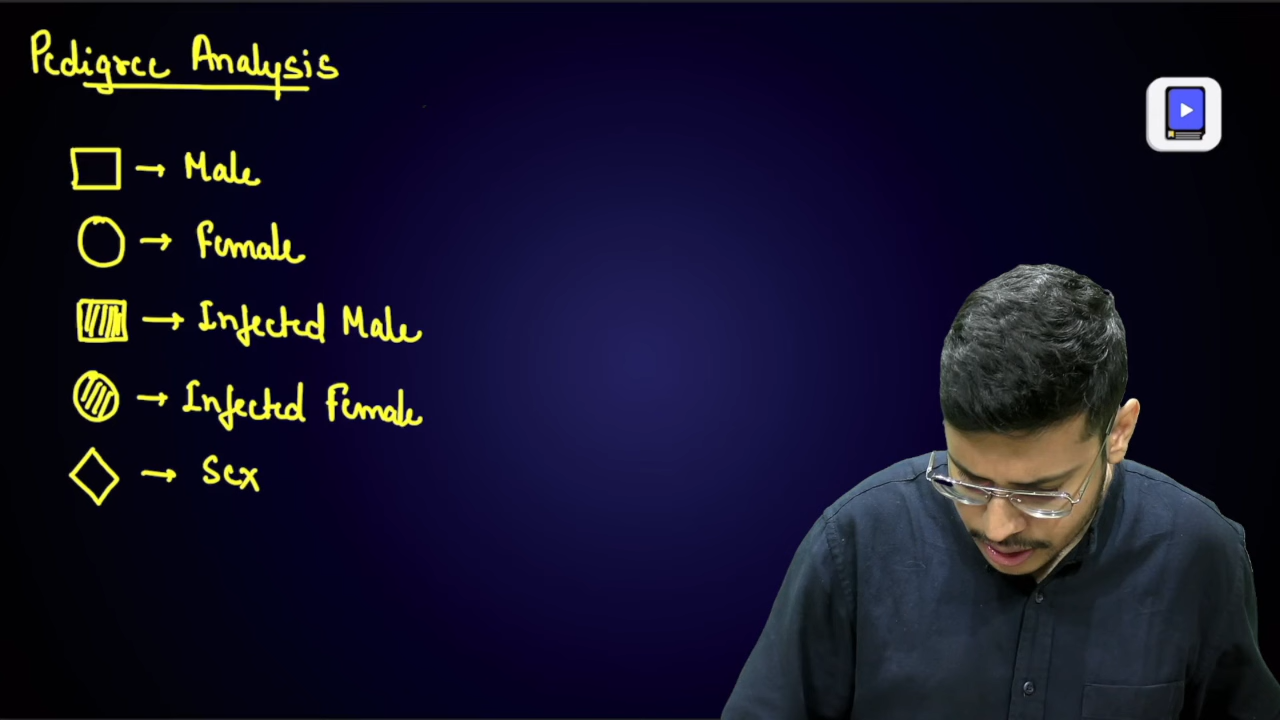 Pedigree Analysis
□ → Male
○ → Female
→ Infected Male
→ Infected Female
◇ → Sex